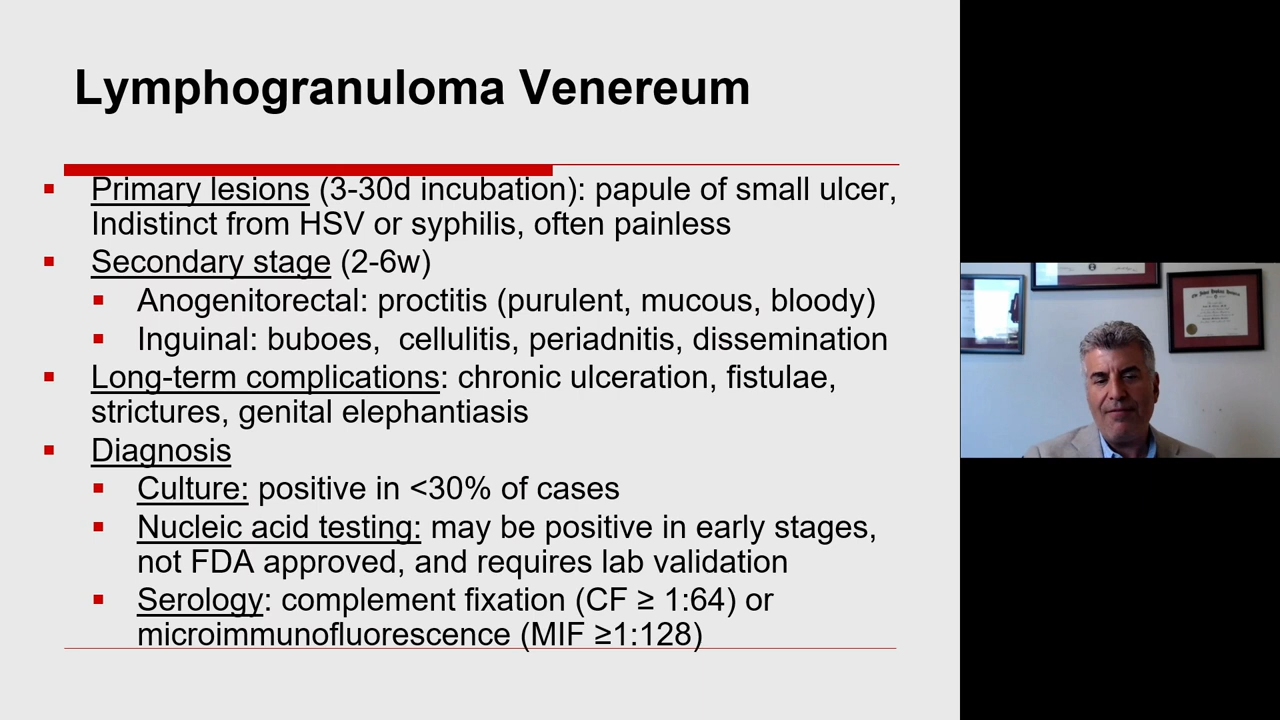 Lymphogranuloma Venereum
▪ Primary lesions (3-30d incubation): papule of small ulcer,
Indistinct from HSV or syphilis, often painless
▪ Secondary stage (2-6w)
▪ Anogenitorectal: proctitis (purulent, mucous, bloody)
▪ Inguinal: buboes, cellulitis, periadnitis, dissemination
▪ Long-term complications: chronic ulceration, fistulae,
strictures, genital elephantiasis
▪ Diagnosis
▪ Culture: positive in <30% of cases
▪ Nucleic acid testing: may be positive in early stages,
not FDA approved, and requires lab validation
▪ Serology: complement fixation (CF ≥ 1:64) or
microimmunofluorescence (MIF ≥1:128)